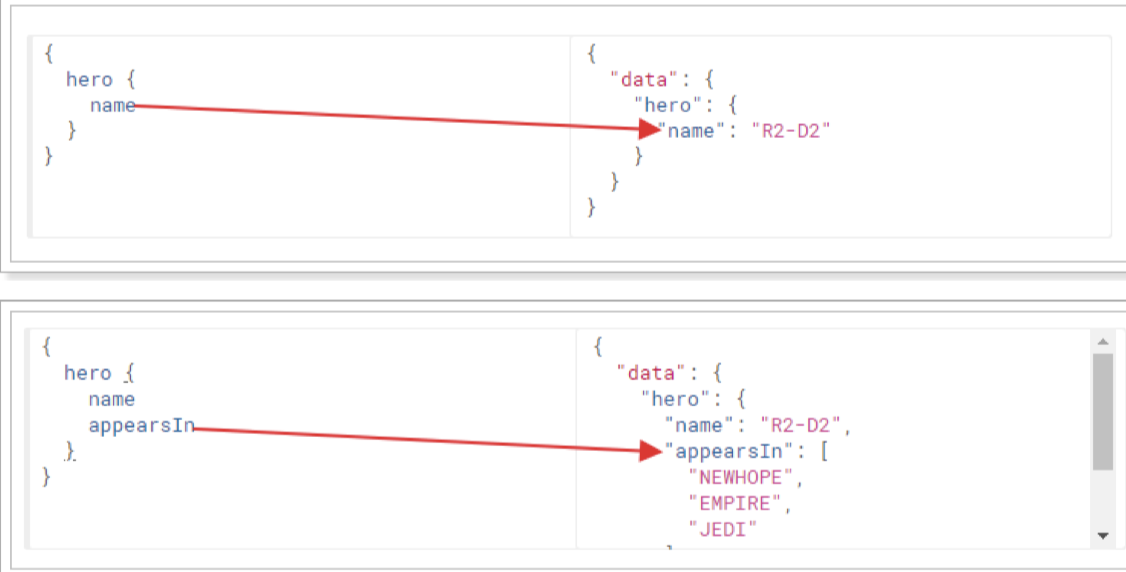 {
  hero {
    name
  }
}
{
  "data": {
    "hero": {
      "name": "R2-D2"
    }
  }
}
{
  hero {
    name
    appearsIn
  }
}
{
  "data": {
    "hero": {
      "name": "R2-D2",
      "appearsIn": [
        "NEWHOPE",
        "EMPIRE",
        "JEDI"